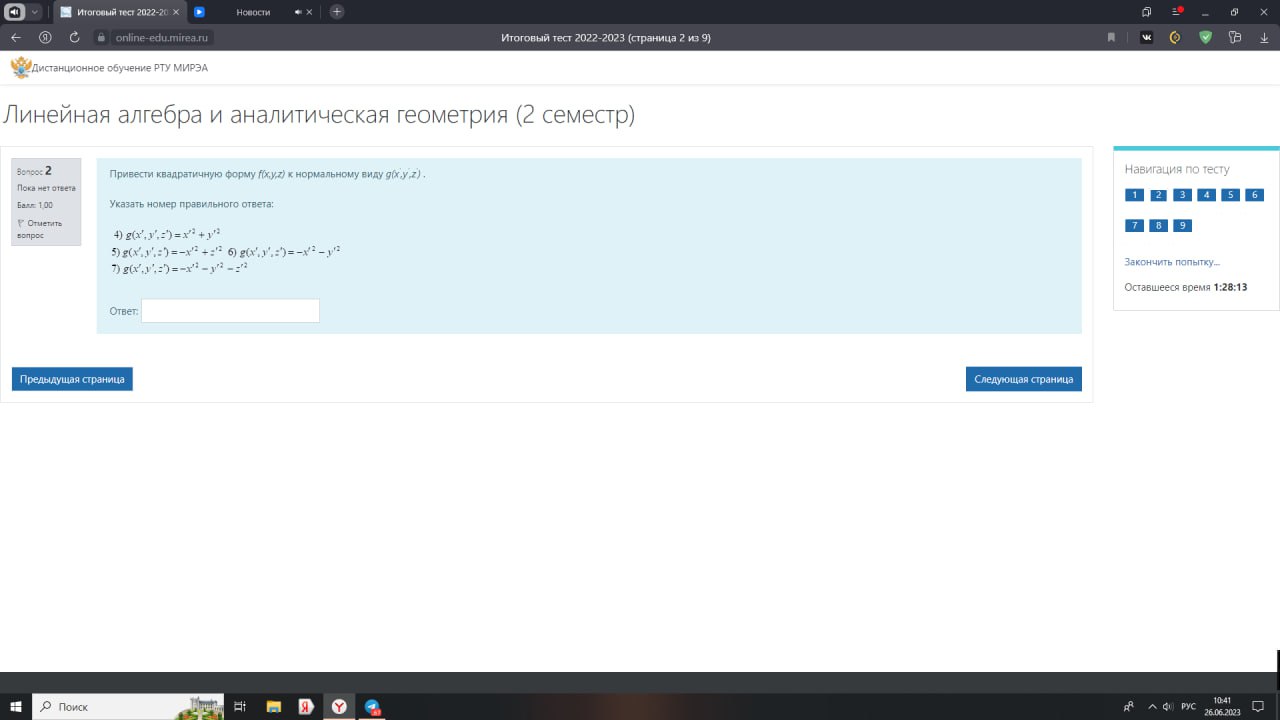 Итоговый тест 2022-20
Новости
online-edu.mirea.ru
Итоговый тест 2022-2023 (страница 2 из 9)
Дистанционное обучение РТУ МИРЭА
Линейная алгебра и аналитическая геометрия (2 семестр)
Вопрос 2
Пока нет ответа
Балл: 1,00
Отметить
вопрос
Привести квадратичную форму f(x,y,z) к нормальному виду g(x,y,z) .
Указать номер правильного ответа:
4) g(x′, y′, z′) = x′² + y′²
5) g(x′, y′, z′) = −x′² + z′² 6) g(x′, y′, z′) = −x′² − y′²
7) g(x′, y′, z′) = −x′² − y′² − z′²
Ответ:
Предыдущая страница
Следующая страница
Навигация по тесту
1 2 3 4 5 6
7 8 9
Закончить попытку...
Оставшееся время 1:28:13
Поиск
РУС
10:41
26.06.2023